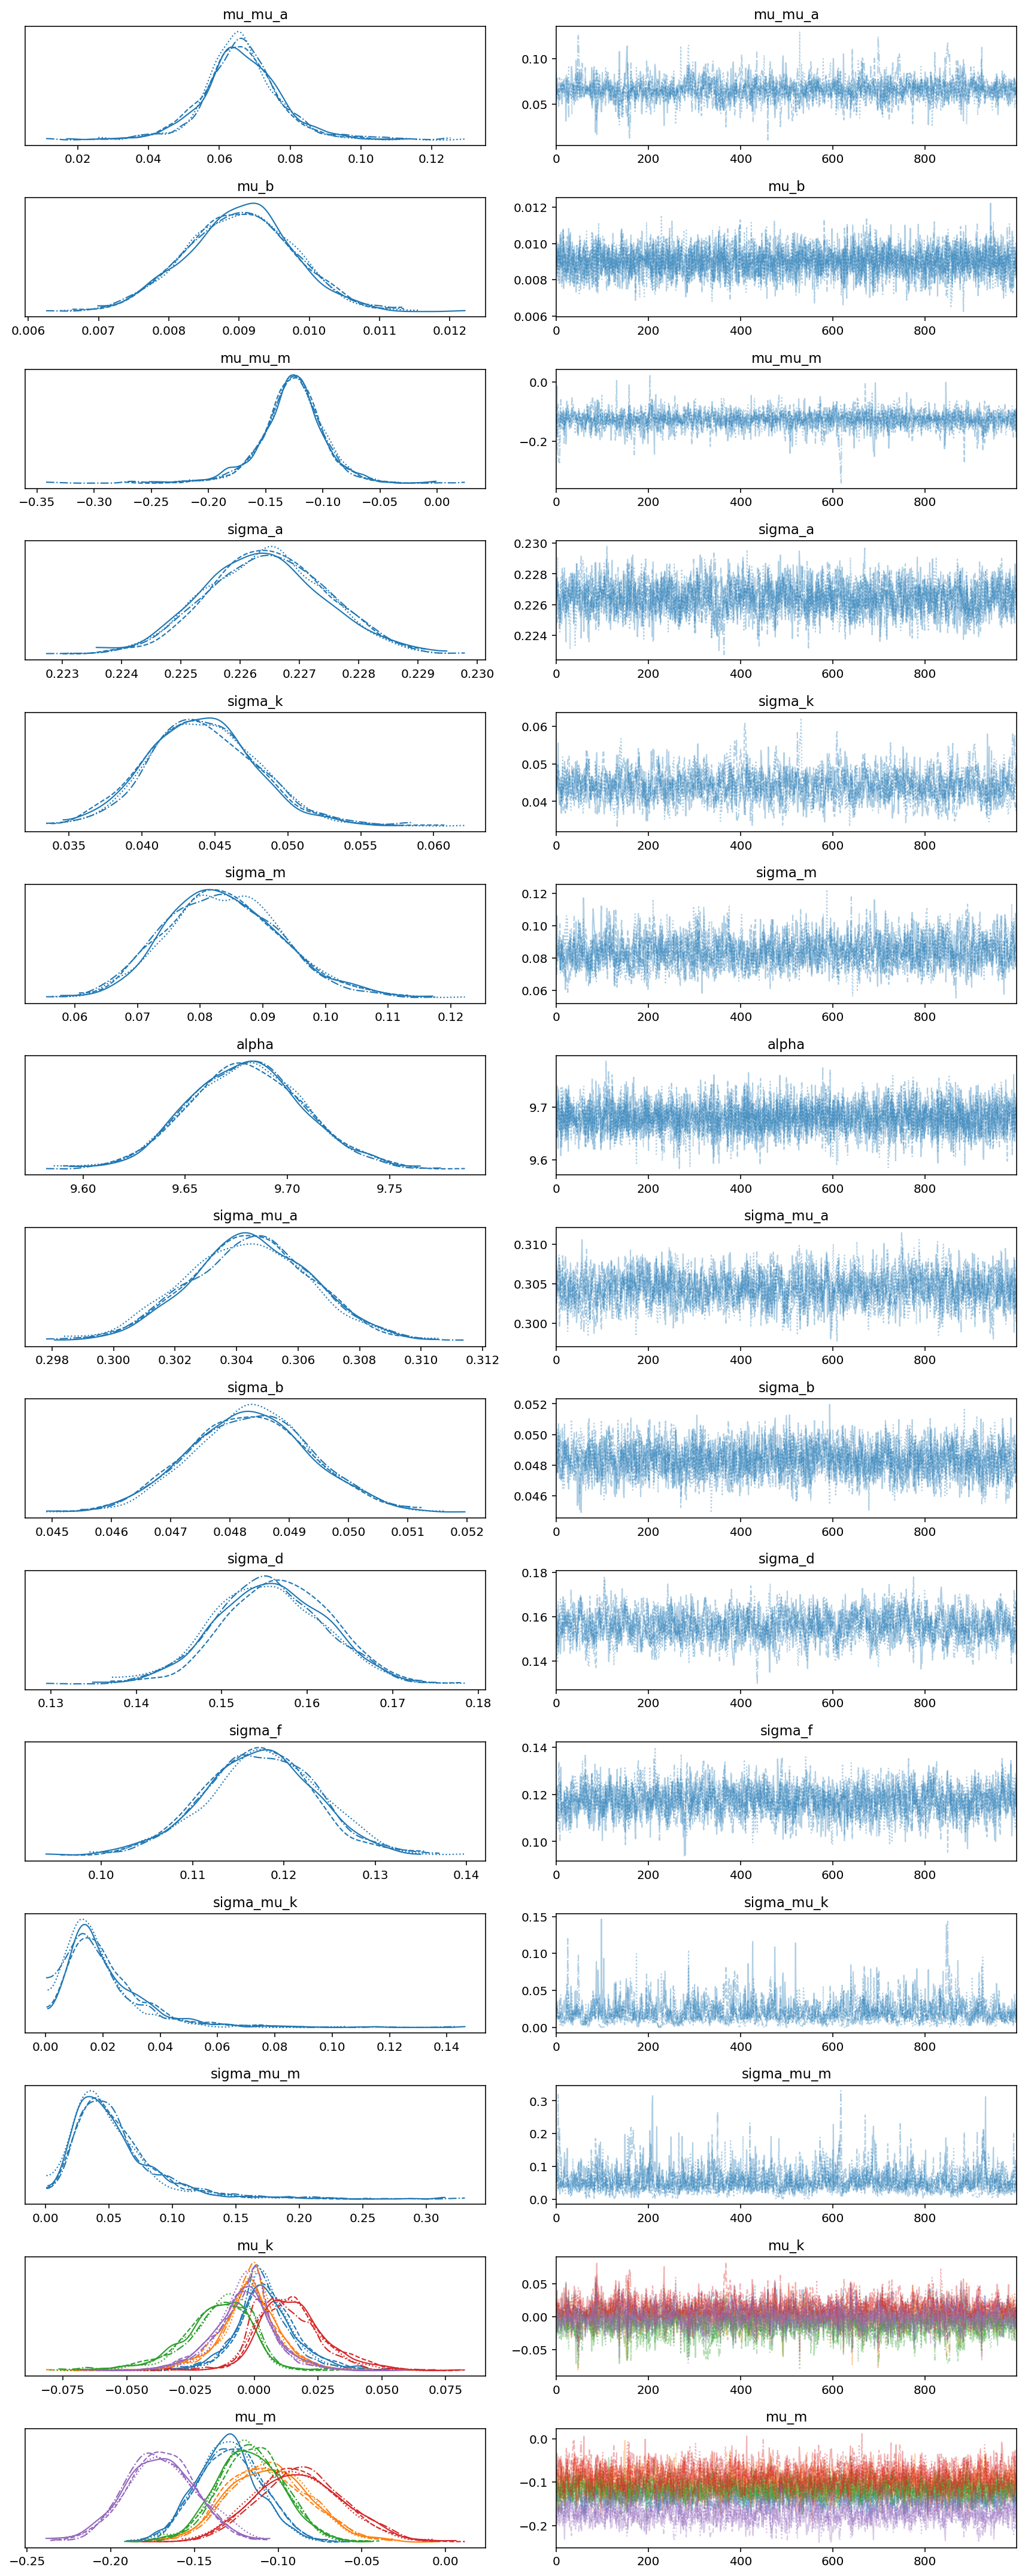 mu_mu_a mu_mu_a
0.10
0.05
0.02 0.04 0.06 0.08 0.10 0.12 0 200 400 600 800
mu_b mu_b
0.012
0.010
0.008
0.006
0.006 0.007 0.008 0.009 0.010 0.011 0.012 0 200 400 600 800
mu_mu_m mu_mu_m
0.0
−0.2
−0.35 −0.30 −0.25 −0.20 −0.15 −0.10 −0.05 0.00 0 200 400 600 800
sigma_a sigma_a
0.230
0.228
0.226
0.224
0.223 0.224 0.225 0.226 0.227 0.228 0.229 0.230 0 200 400 600 800
sigma_k sigma_k
0.06
0.05
0.04
0.035 0.040 0.045 0.050 0.055 0.060 0 200 400 600 800
sigma_m sigma_m
0.12
0.10
0.08
0.06
0.06 0.07 0.08 0.09 0.10 0.11 0.12 0 200 400 600 800
alpha alpha
9.7
9.6
9.60 9.65 9.70 9.75 0 200 400 600 800
sigma_mu_a sigma_mu_a
0.310
0.305
0.300
0.298 0.300 0.302 0.304 0.306 0.308 0.310 0.312 0 200 400 600 800
sigma_b sigma_b
0.052
0.050
0.048
0.046
0.045 0.046 0.047 0.048 0.049 0.050 0.051 0.052 0 200 400 600 800
sigma_d sigma_d
0.18
0.16
0.14
0.13 0.14 0.15 0.16 0.17 0.18 0 200 400 600 800
sigma_f sigma_f
0.14
0.12
0.10
0.10 0.11 0.12 0.13 0.14 0 200 400 600 800
sigma_mu_k sigma_mu_k
0.15
0.10
0.05
0.00
0.00 0.02 0.04 0.06 0.08 0.10 0.12 0.14 0 200 400 600 800
sigma_mu_m sigma_mu_m
0.3
0.2
0.1
0.0
0.00 0.05 0.10 0.15 0.20 0.25 0.30 0 200 400 600 800
mu_k mu_k
0.05
0.00
−0.05
−0.075 −0.050 −0.025 0.000 0.025 0.050 0.075 0 200 400 600 800
mu_m mu_m
0.0
−0.1
−0.2
−0.25 −0.20 −0.15 −0.10 −0.05 0.00 0 200 400 600 800